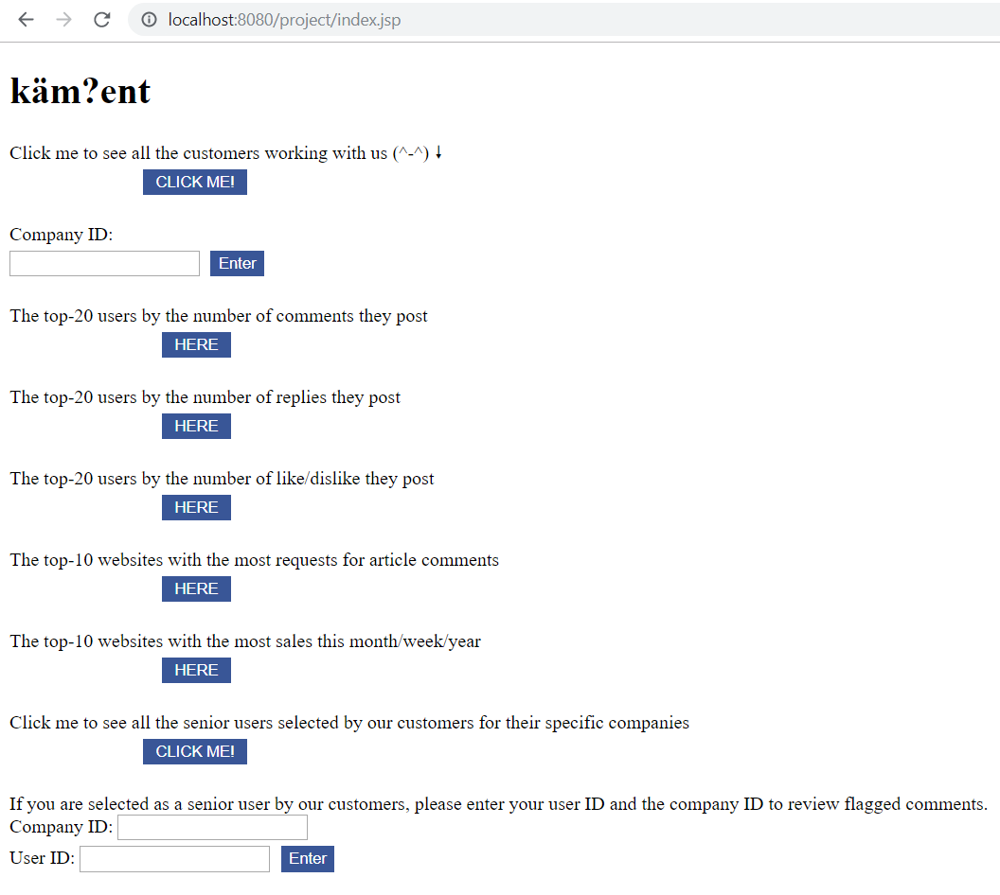 localhost:8080/project/index.jsp
käm?ent
Click me to see all the customers working with us (^-^) ↓
CLICK ME!
Company ID:
Enter
The top-20 users by the number of comments they post
HERE
The top-20 users by the number of replies they post
HERE
The top-20 users by the number of like/dislike they post
HERE
The top-10 websites with the most requests for article comments
HERE
The top-10 websites with the most sales this month/week/year
HERE
Click me to see all the senior users selected by our customers for their specific companies
CLICK ME!
If you are selected as a senior user by our customers, please enter your user ID and the company ID to review flagged comments.
Company ID:
User ID: Enter